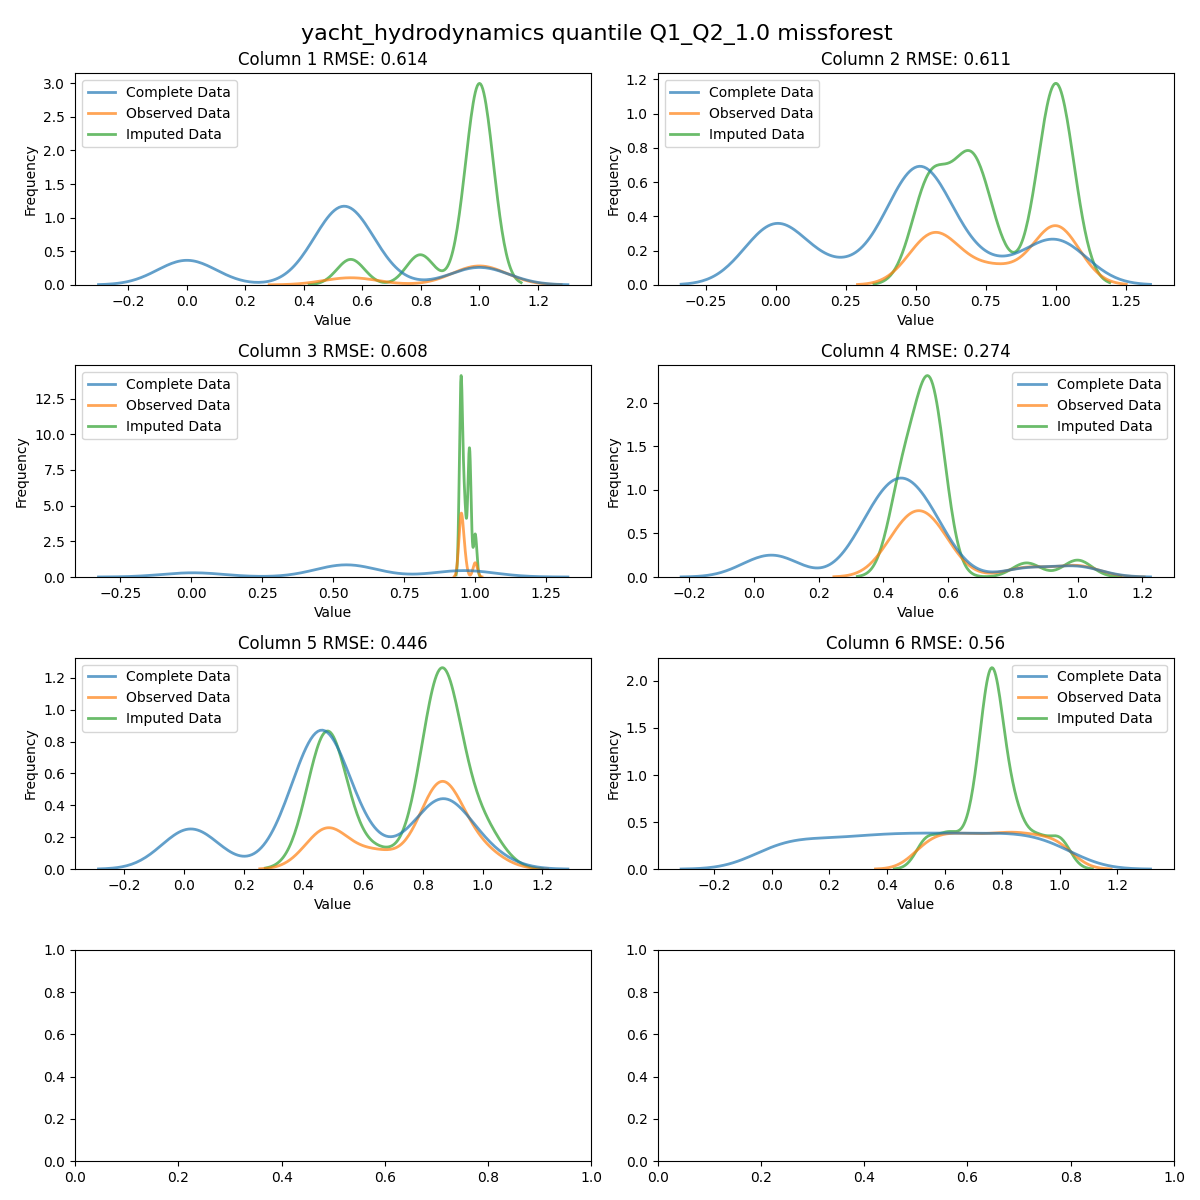 yacht_hydrodynamics quantile Q1_Q2_1.0 missforest
Column 1 RMSE: 0.614
Complete Data
Observed Data
Imputed Data
Frequency
3.0
2.5
2.0
1.5
1.0
0.5
0.0
−0.2 0.0 0.2 0.4 0.6 0.8 1.0 1.2
Value
Column 2 RMSE: 0.611
Complete Data
Observed Data
Imputed Data
Frequency
1.2
1.0
0.8
0.6
0.4
0.2
0.0
−0.25 0.00 0.25 0.50 0.75 1.00 1.25
Value
Column 3 RMSE: 0.608
Complete Data
Observed Data
Imputed Data
Frequency
12.5
10.0
7.5
5.0
2.5
0.0
−0.25 0.00 0.25 0.50 0.75 1.00 1.25
Value
Column 4 RMSE: 0.274
Complete Data
Observed Data
Imputed Data
Frequency
2.0
1.5
1.0
0.5
0.0
−0.2 0.0 0.2 0.4 0.6 0.8 1.0 1.2
Value
Column 5 RMSE: 0.446
Complete Data
Observed Data
Imputed Data
Frequency
1.2
1.0
0.8
0.6
0.4
0.2
0.0
−0.2 0.0 0.2 0.4 0.6 0.8 1.0 1.2
Value
Column 6 RMSE: 0.56
Complete Data
Observed Data
Imputed Data
Frequency
2.0
1.5
1.0
0.5
0.0
−0.2 0.0 0.2 0.4 0.6 0.8 1.0 1.2
Value
1.0
0.8
0.6
0.4
0.2
0.0
0.0 0.2 0.4 0.6 0.8 1.0
1.0
0.8
0.6
0.4
0.2
0.0
0.0 0.2 0.4 0.6 0.8 1.0